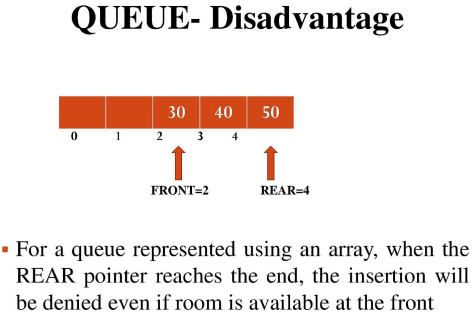 QUEUE- Disadvantage
30 40 50
0 1 2 3 4
FRONT=2 REAR=4
▪ For a queue represented using an array, when the
REAR pointer reaches the end, the insertion will
be denied even if room is available at the front